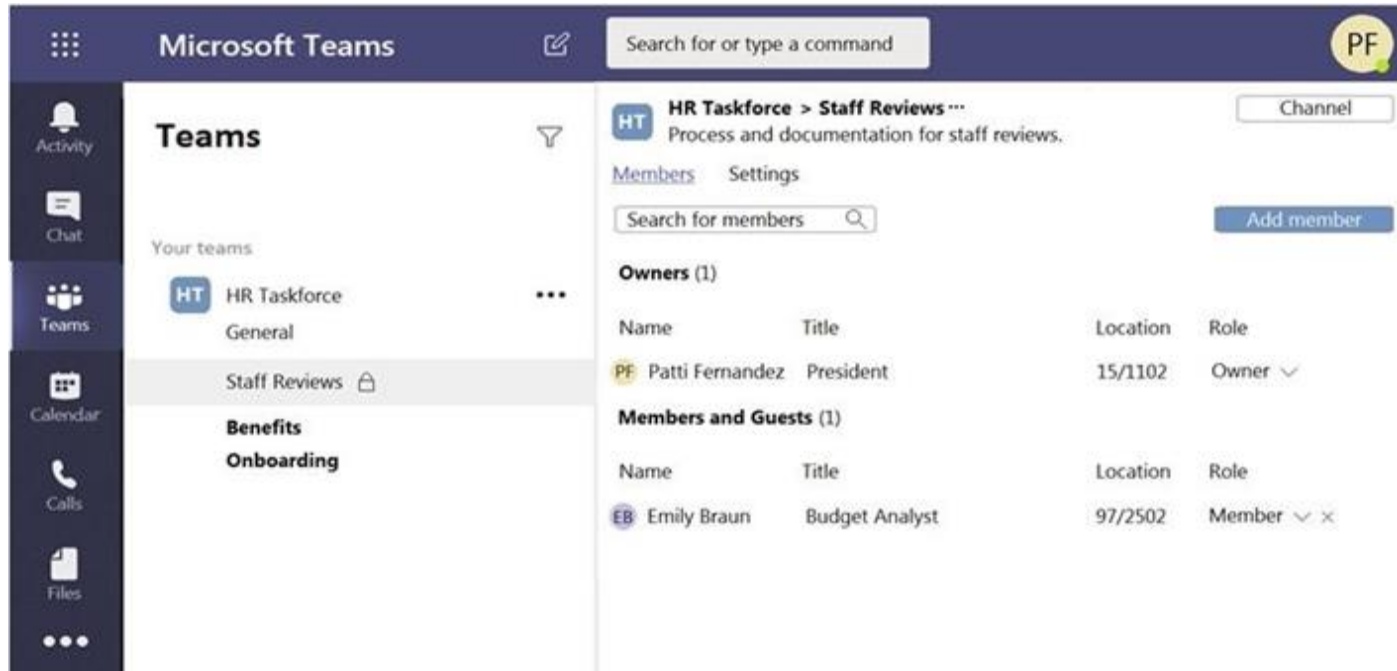 Microsoft Teams
Search for or type a command
PF
Activity
Chat
Teams
Calendar
Calls
Files
Teams
Your teams
HT HR Taskforce
General
Staff Reviews
Benefits
Onboarding
HT
HR Taskforce > Staff Reviews ···
Channel
Process and documentation for staff reviews.
Members Settings
Search for members
Add member
Owners (1)
Name Title Location Role
PF Patti Fernandez President 15/1102 Owner
Members and Guests (1)
Name Title Location Role
EB Emily Braun Budget Analyst 97/2502 Member